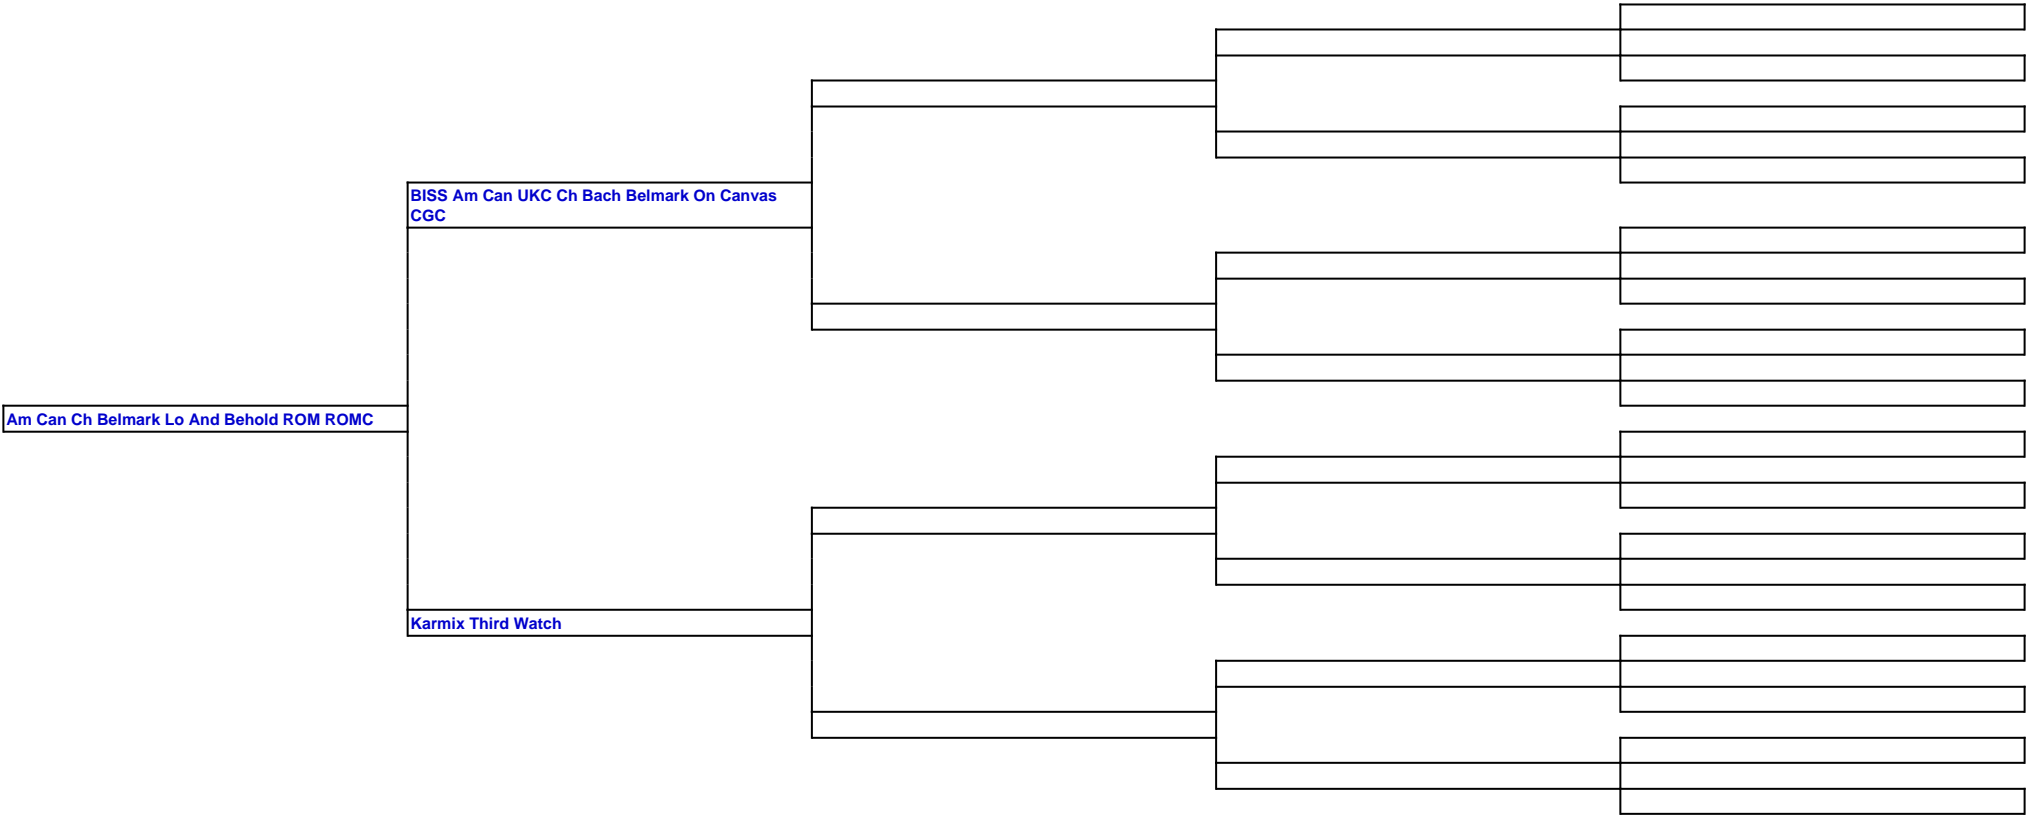 BISS Am Can UKC Ch Bach Belmark On Canvas
CGC
Am Can Ch Belmark Lo And Behold ROM ROMC
Karmix Third Watch